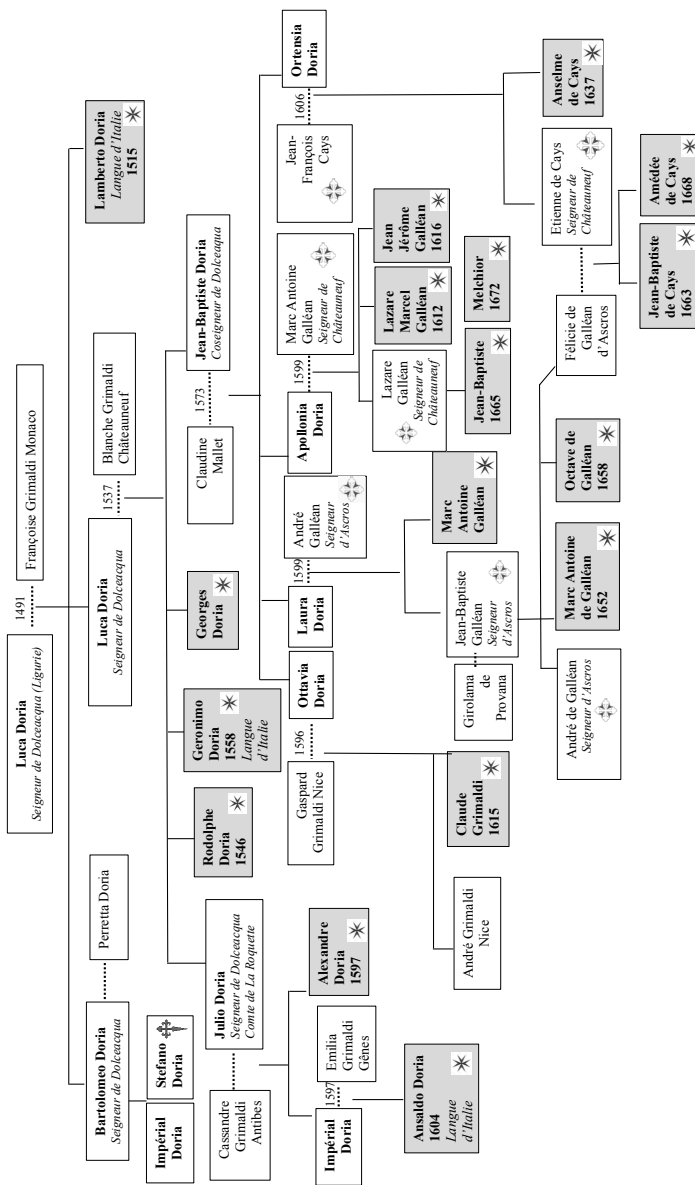 Luca Doria
Seigneur de Dolceacqua (Ligurie)
1491
Françoise Grimaldi Monaco
Bartolomeo Doria
Seigneur de Dolceacqua
Perretta Doria
Luca Doria
Seigneur de Dolceacqua
1537
Blanche Grimaldi
Châteauneuf
Lamberto Doria
Langue d'Italie
1515
Impérial
Doria
Stefano
Doria
Cassandre
Grimaldi
Antibes
Julio Doria
Seigneur de Dolceacqua
Comte de La Roquette
Rodolphe
Doria
1546
Geronimo
Doria
1558
Langue
d'Italie
Georges
Doria
Claudine
Mallet
1573
Jean-Baptiste Doria
Coseigneur de Dolceaqua
Impérial
Doria
1597
Emilia
Grimaldi
Gênes
Alexandre
Doria
1597
Gaspard
Grimaldi Nice
1596
Ottavia
Doria
Laura
Doria
1599
André
Galléan
Seigneur
d'Ascros
Apollonia
Doria
1599
Marc Antoine
Galléan
Seigneur de
Châteauneuf
Jean-
François
Cays
1606
Ortensia
Doria
Ansaldo Doria
1604
Langue
d'Italie
André Grimaldi
Nice
Claude
Grimaldi
1615
Girolama
de
Provana
Jean-Baptiste
Galléan
Seigneur
d'Ascros
Marc
Antoine
Galléan
Lazare
Galléan
Seigneur de
Châteauneuf
Lazare
Marcel
Galléan
1612
Jean
Jérôme
Galléan
1616
Jean-Baptiste
1665
Melchior
1672
Etienne de Cays
Seigneur de
Châteauneuf
Anselme
de Cays
1637
André de Galléan
Seigneur d'Ascros
Marc Antoine
de Galléan
1652
Octave de
Galléan
1658
Félicie de
Galléan
d'Ascros
Jean-Baptiste
de Cays
1663
Amédée
de Cays
1668